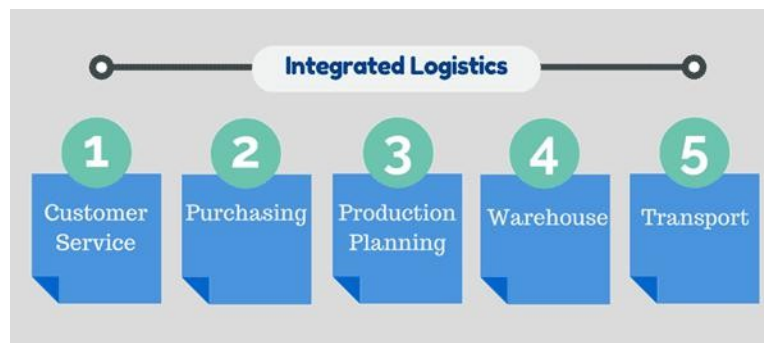 Integrated Logistics
1
2
3
4
5
Customer
Service
Purchasing
Production
Planning
Warehouse
Transport